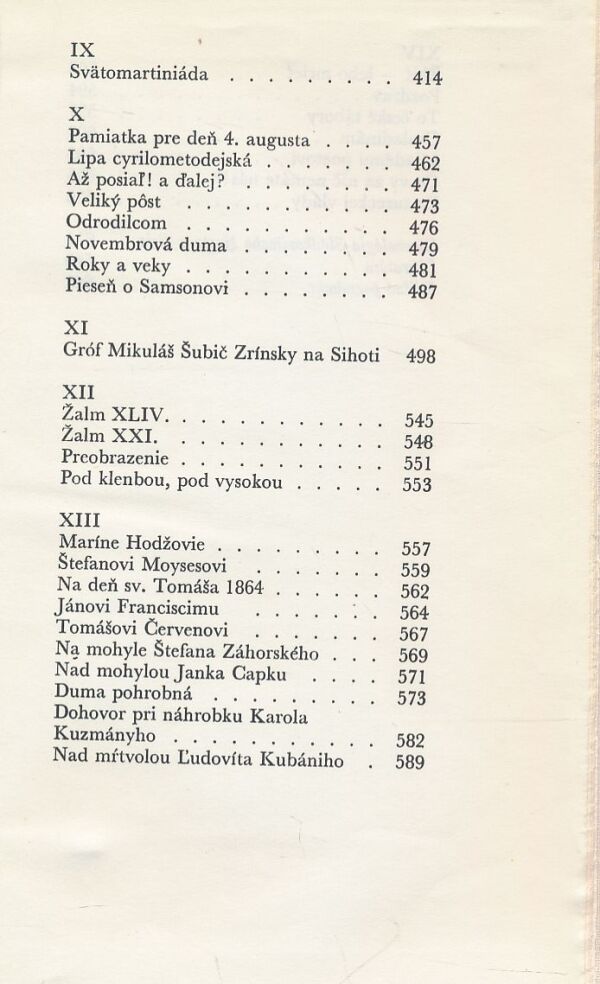 IX
Svätomartiniáda . . . . . . . . . 414
X
Pamiatka pre deň 4. augusta . . . . 457
Lipa cyrilometodejská . . . . . . . 462
Až posiaľ! a ďalej? . . . . . . . . 471
Veliký pôst . . . . . . . . . . 473
Odrodilcom . . . . . . . . . . 476
Novembrová duma . . . . . . . . 479
Roky a veky . . . . . . . . . . 481
Pieseň o Samsonovi . . . . . . . . 487
XI
Gróf Mikuláš Šubič Zrínsky na Sihoti 498
XII
Žalm XLIV. . . . . . . . . . . . 545
Žalm XXI. . . . . . . . . . . . 548
Preobrazenie . . . . . . . . . . 551
Pod klenbou, pod vysokou . . . . . 553
XIII
Maríne Hodžovie . . . . . . . . . 557
Štefanovi Moysesovi . . . . . . . . 559
Na deň sv. Tomáša 1864 . . . . . . 562
Jánovi Franciscimu . . . . . . . 564
Tomášovi Červenovi . . . . . . . 567
Na mohyle Štefana Záhorského . . . 569
Nad mohylou Janka Capku . . . . 571
Duma pohrobná . . . . . . . . . 573
Dohovor pri náhrobku Karola
Kuzmányho . . . . . . . . . . . 582
Nad mŕtvolou Ľudovíta Kubániho . 589